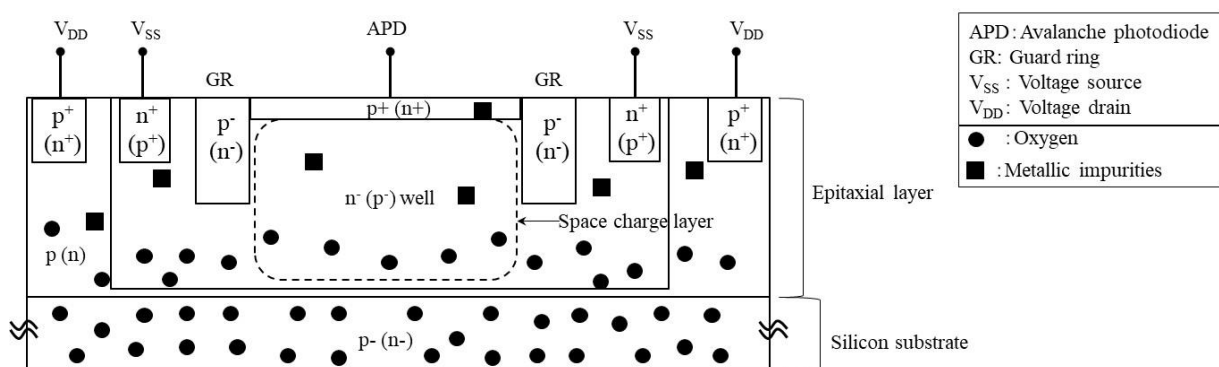 V_DD V_SS APD V_SS V_DD
GR GR
p⁺ n⁺ p⁻ p+ (n+) p⁻ n⁺ p⁺
(n⁺) (p⁺) (n⁻) (n⁻) (p⁺) (n⁺)
n⁻ (p⁻) well
Space charge layer
p (n)
p- (n-)
Epitaxial layer
Silicon substrate
APD: Avalanche photodiode
GR: Guard ring
V_SS : Voltage source
V_DD : Voltage drain
:Oxygen
:Metallic impurities